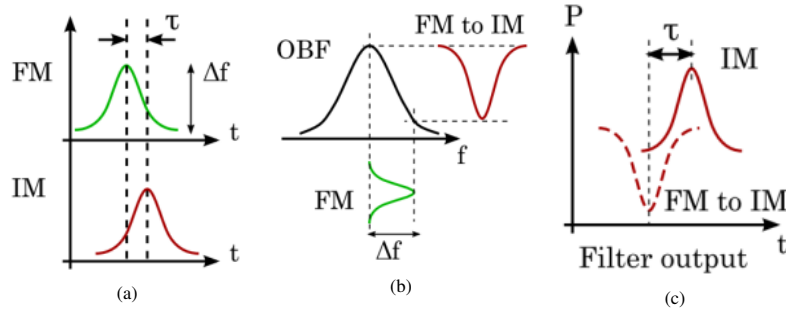 τ
FM
Δf
t
IM
t
(a)
OBF
FM to IM
f
FM
Δf
(b)
P
τ
IM
FM to IM
t
Filter output
(c)